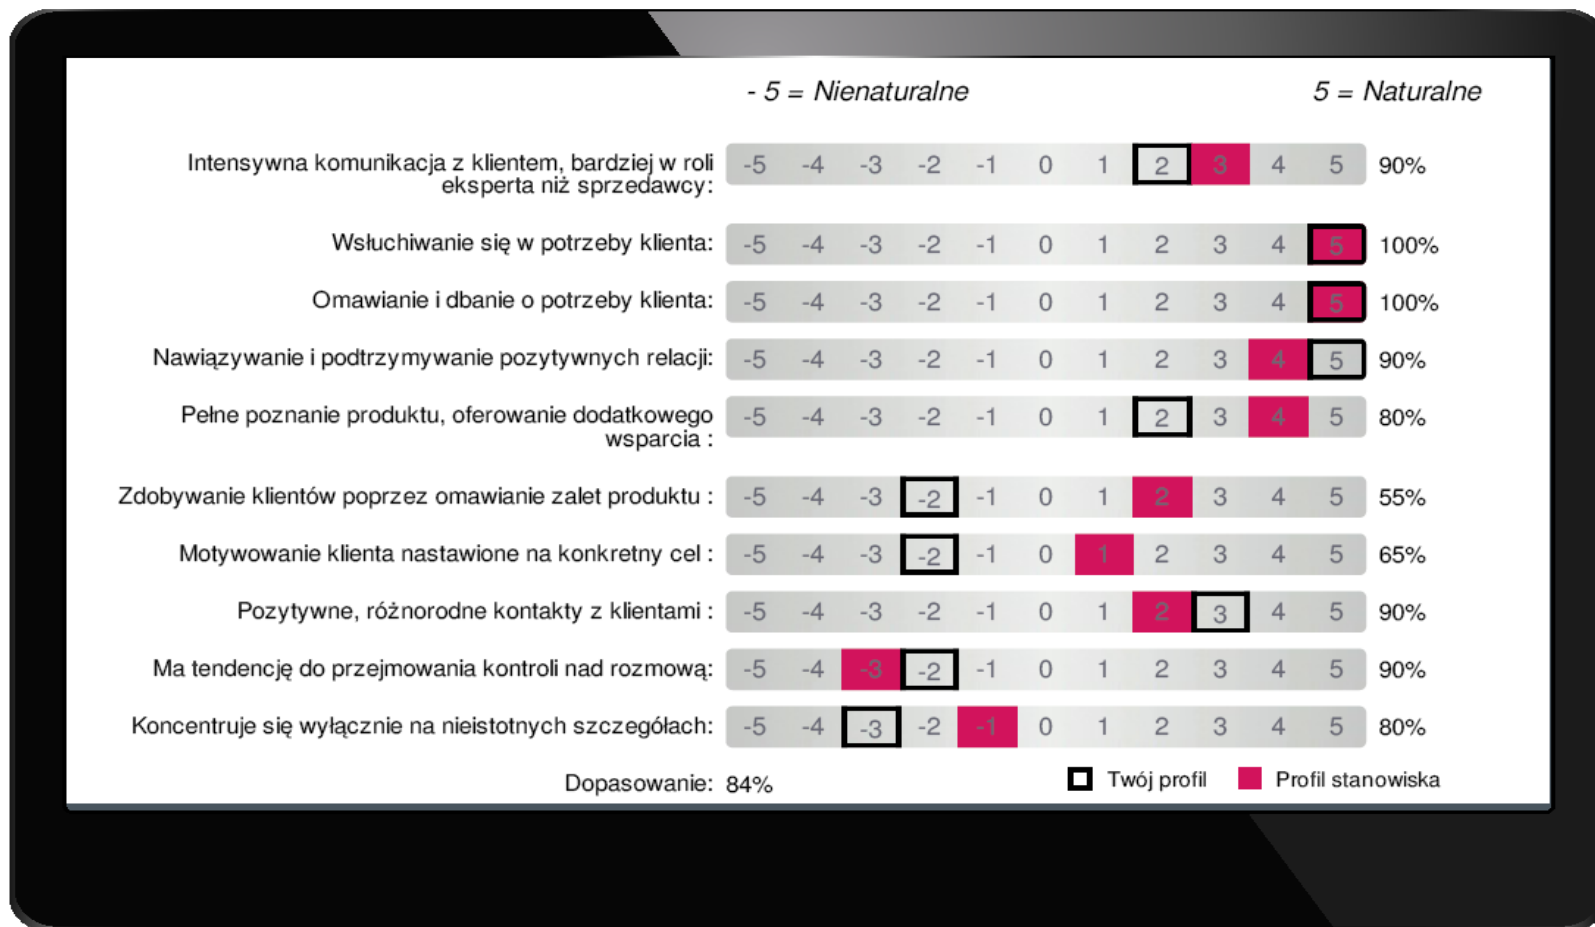 - 5 = Nienaturalne 5 = Naturalne
Intensywna komunikacja z klientem, bardziej w roli
eksperta niż sprzedawcy: -5 -4 -3 -2 -1 0 1 2 3 4 5 90%
Wsłuchiwanie się w potrzeby klienta: -5 -4 -3 -2 -1 0 1 2 3 4 5 100%
Omawianie i dbanie o potrzeby klienta: -5 -4 -3 -2 -1 0 1 2 3 4 5 100%
Nawiązywanie i podtrzymywanie pozytywnych relacji: -5 -4 -3 -2 -1 0 1 2 3 4 5 90%
Pełne poznanie produktu, oferowanie dodatkowego
wsparcia : -5 -4 -3 -2 -1 0 1 2 3 4 5 80%
Zdobywanie klientów poprzez omawianie zalet produktu : -5 -4 -3 -2 -1 0 1 2 3 4 5 55%
Motywowanie klienta nastawione na konkretny cel : -5 -4 -3 -2 -1 0 1 2 3 4 5 65%
Pozytywne, różnorodne kontakty z klientami : -5 -4 -3 -2 -1 0 1 2 3 4 5 90%
Ma tendencję do przejmowania kontroli nad rozmową: -5 -4 -3 -2 -1 0 1 2 3 4 5 90%
Koncentruje się wyłącznie na nieistotnych szczegółach: -5 -4 -3 -2 -1 0 1 2 3 4 5 80%
Dopasowanie: 84% Twój profil Profil stanowiska